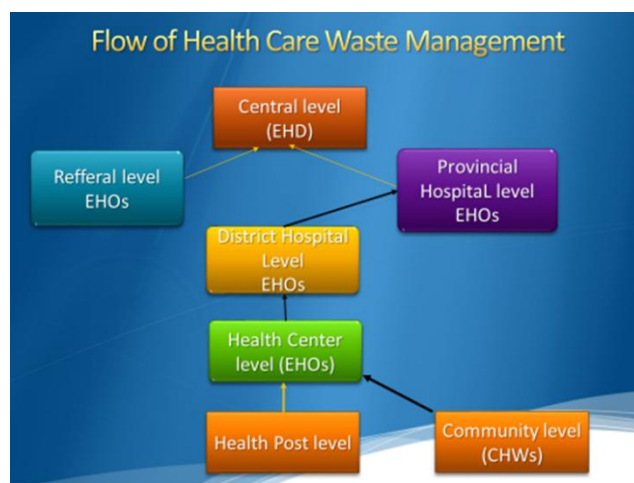 Flow of Health Care Waste Management
Central level
(EHD)
Refferal level
EHOs
Provincial
HospitaL level
EHOs
District Hospital
Level
EHOs
Health Center
level (EHOs)
Health Post level
Community level
(CHWs)